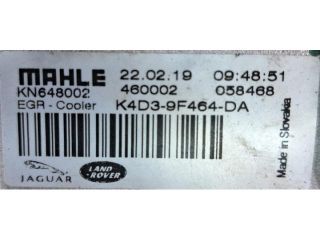 MAHLE 22.02.19 09:48:51
KN648002 460002 058468
EGR - Cooler K4D3-9F464-DA
JAGUAR
LAND-
ROVER
Made in Slovakia